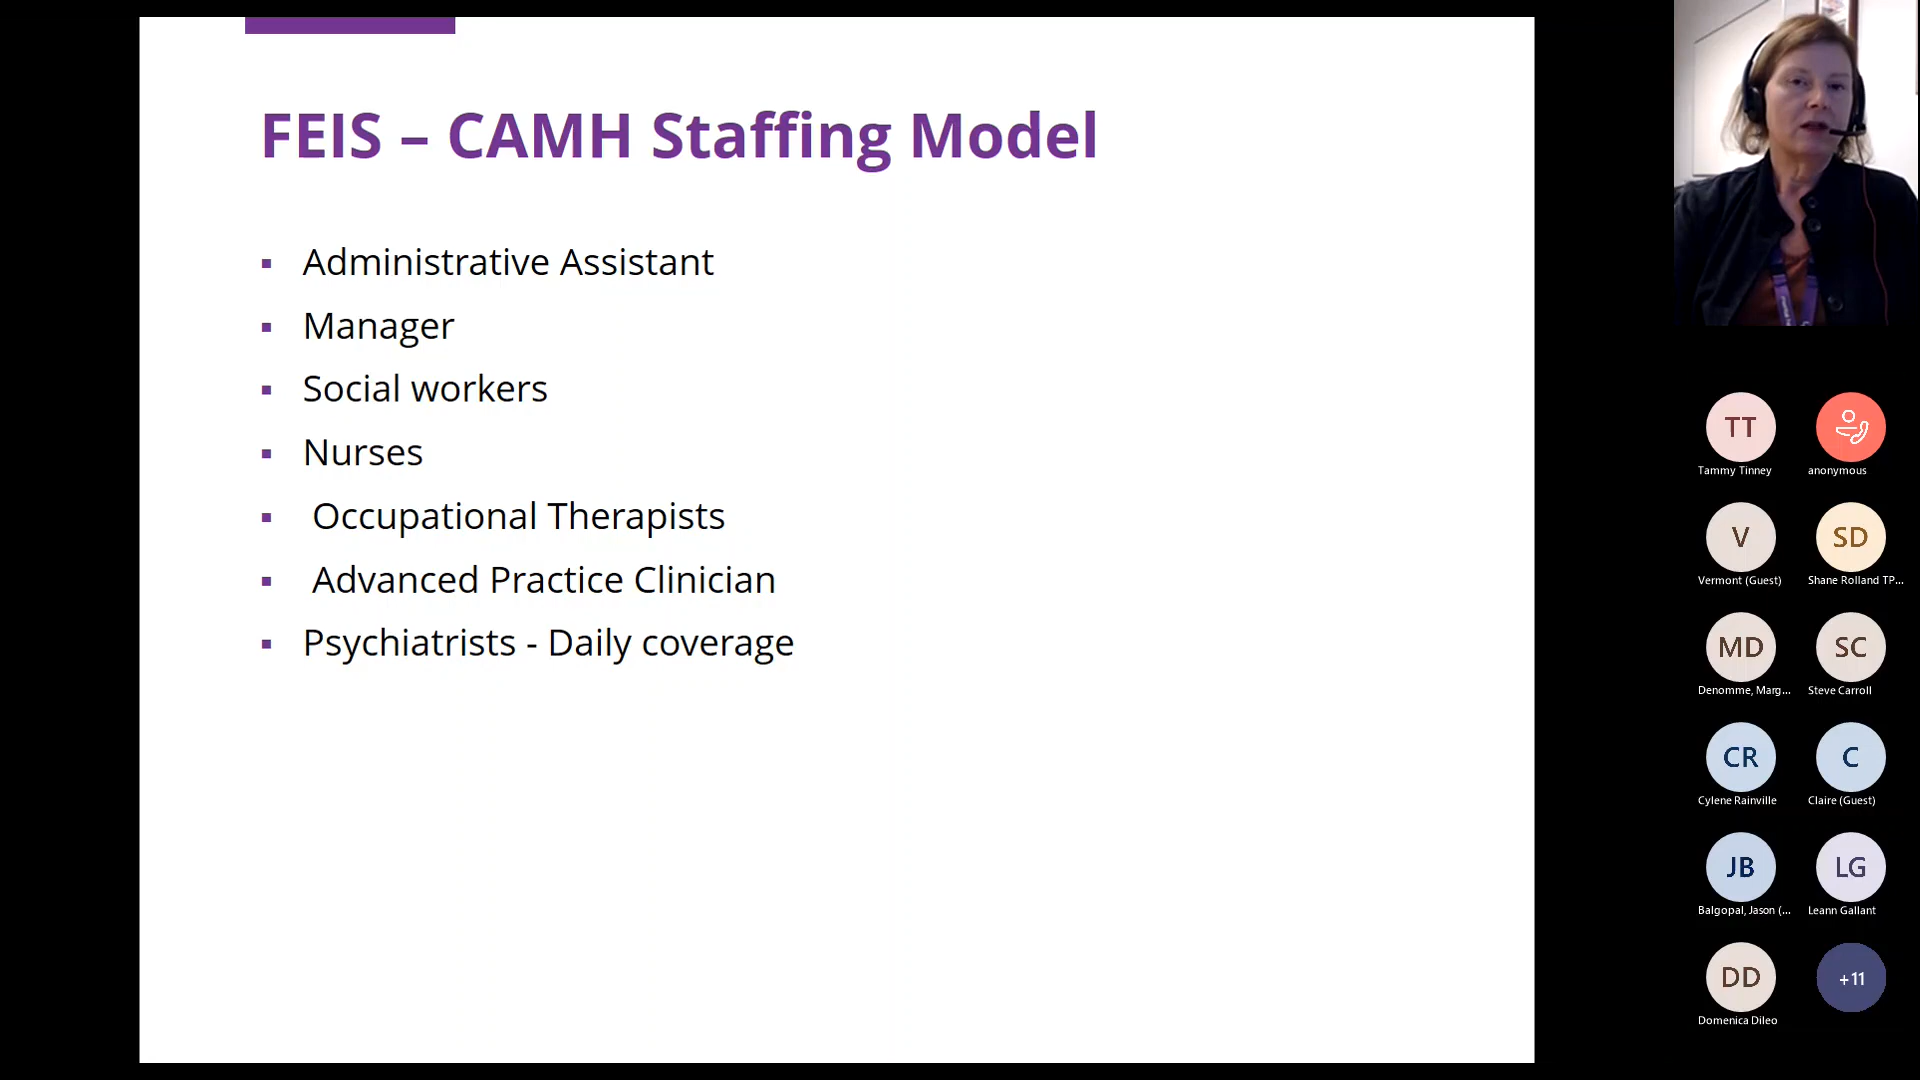 FEIS – CAMH Staffing Model
▪ Administrative Assistant
▪ Manager
▪ Social workers
▪ Nurses
▪ Occupational Therapists
▪ Advanced Practice Clinician
▪ Psychiatrists - Daily coverage
TT
Tammy Tinney
anonymous
V
Vermont (Guest)
SD
Shane Rolland TP...
MD
Denomme, Marg...
SC
Steve Carroll
CR
Cylene Rainville
C
Claire (Guest)
JB
Balgopal, Jason (...
LG
Leann Gallant
DD
Domenica Dileo
+11